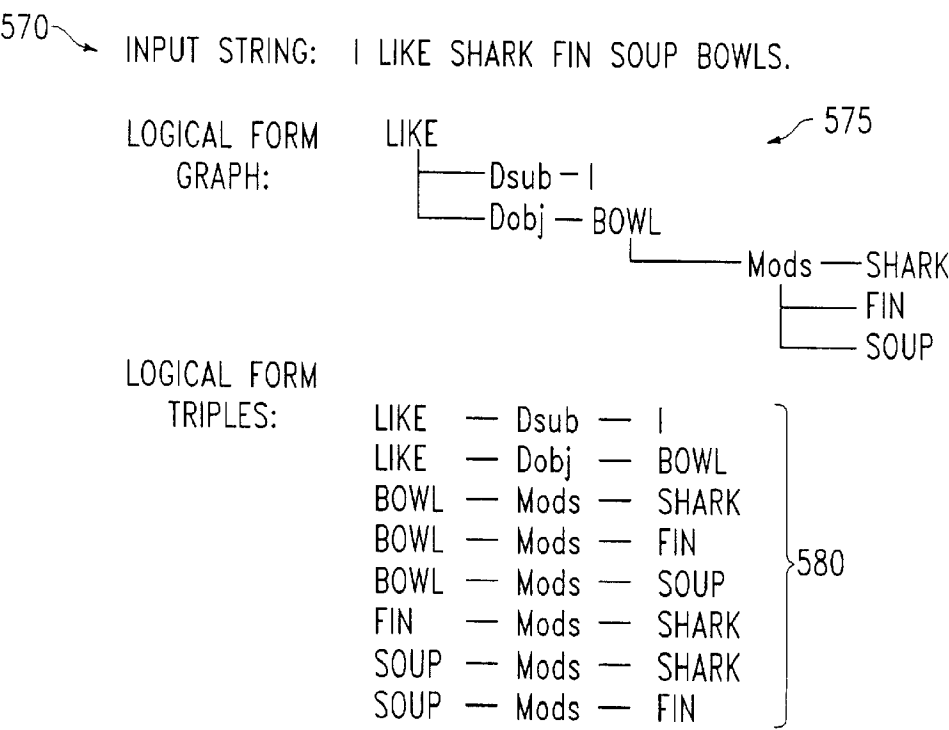 570
INPUT STRING: I LIKE SHARK FIN SOUP BOWLS.
575
LOGICAL FORM GRAPH:
LIKE
Dsub – I
Dobj – BOWL
Mods — SHARK
FIN
SOUP
LOGICAL FORM TRIPLES:
LIKE — Dsub — I
LIKE — Dobj — BOWL
BOWL — Mods — SHARK
BOWL — Mods — FIN
BOWL — Mods — SOUP
FIN — Mods — SHARK
SOUP — Mods — SHARK
SOUP — Mods — FIN
580